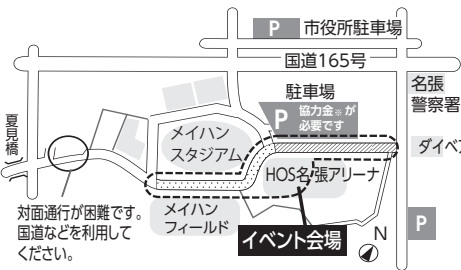 P 市役所駐車場
国道165号
駐車場
P 協力金※が
必要です
名張
警察署
ダイベ
夏見橋
メイハン
スタジアム
HOS名張アリーナ
対面通行が困難です。
国道などを利用して
ください。
メイハン
フィールド
イベント会場
N
P